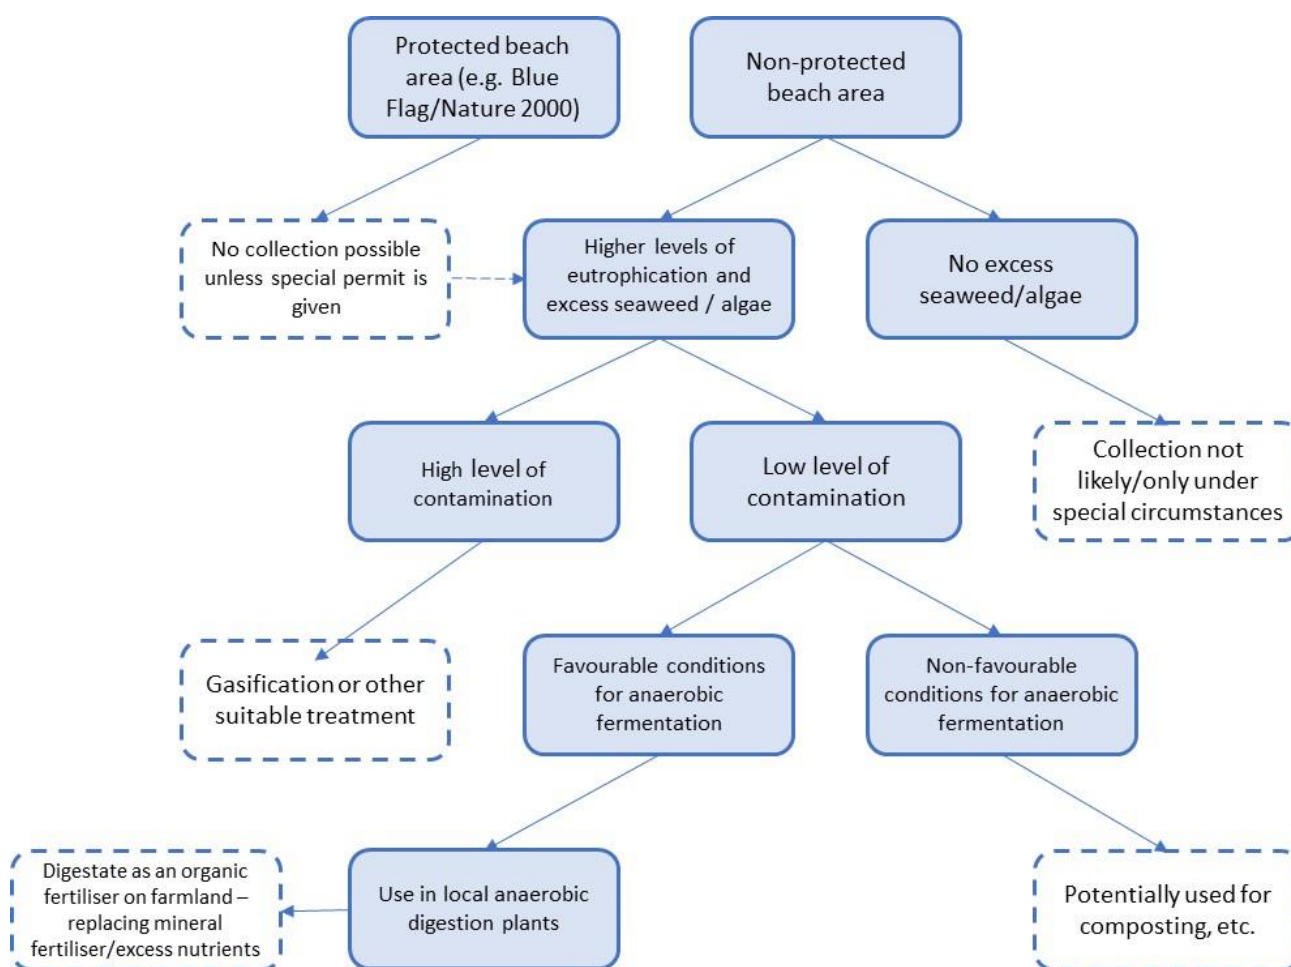 Protected beach
area (e.g. Blue
Flag/Nature 2000)
Non-protected
beach area
No collection possible
unless special permit is
given
Higher levels of
eutrophication and
excess seaweed / algae
No excess
seaweed/algae
High level of
contamination
Low level of
contamination
Collection not
likely/only under
special circumstances
Gasification or other
suitable treatment
Favourable conditions
for anaerobic
fermentation
Non-favourable
conditions for anaerobic
fermentation
Digestate as an organic
fertiliser on farmland –
replacing mineral
fertiliser/excess nutrients
Use in local anaerobic
digestion plants
Potentially used for
composting, etc.